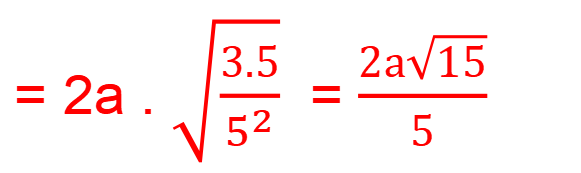 = 2a . √(3.5/5²) = 2a√15/5